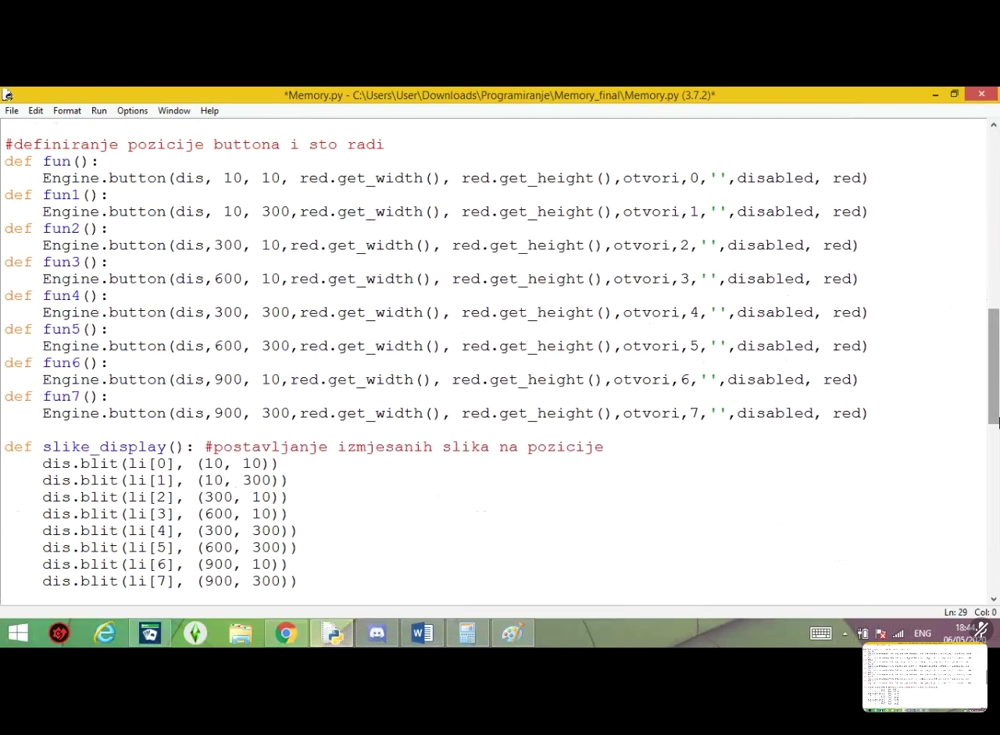 *Memory.py - C:\Users\User\Downloads\Programiranje\Memory_final\Memory.py (3.7.2)*
File Edit Format Run Options Window Help
#definiranje pozicije buttona i sto radi
def fun():
    Engine.button(dis, 10, 10, red.get_width(), red.get_height(),otvori,0,'',disabled, red)
def fun1():
    Engine.button(dis, 10, 300,red.get_width(), red.get_height(),otvori,1,'',disabled, red)
def fun2():
    Engine.button(dis,300, 10,red.get_width(), red.get_height(),otvori,2,'',disabled, red)
def fun3():
    Engine.button(dis,600, 10,red.get_width(), red.get_height(),otvori,3,'',disabled, red)
def fun4():
    Engine.button(dis,300, 300,red.get_width(), red.get_height(),otvori,4,'',disabled, red)
def fun5():
    Engine.button(dis,600, 300,red.get_width(), red.get_height(),otvori,5,'',disabled, red)
def fun6():
    Engine.button(dis,900, 10,red.get_width(), red.get_height(),otvori,6,'',disabled, red)
def fun7():
    Engine.button(dis,900, 300,red.get_width(), red.get_height(),otvori,7,'',disabled, red)
def slike_display(): #postavljanje izmjesanih slika na pozicije
    dis.blit(li[0], (10, 10))
    dis.blit(li[1], (10, 300))
    dis.blit(li[2], (300, 10))
    dis.blit(li[3], (600, 10))
    dis.blit(li[4], (300, 300))
    dis.blit(li[5], (600, 300))
    dis.blit(li[6], (900, 10))
    dis.blit(li[7], (900, 300))
Ln: 29 Col: 0
ENG
18:44
06/05/2020